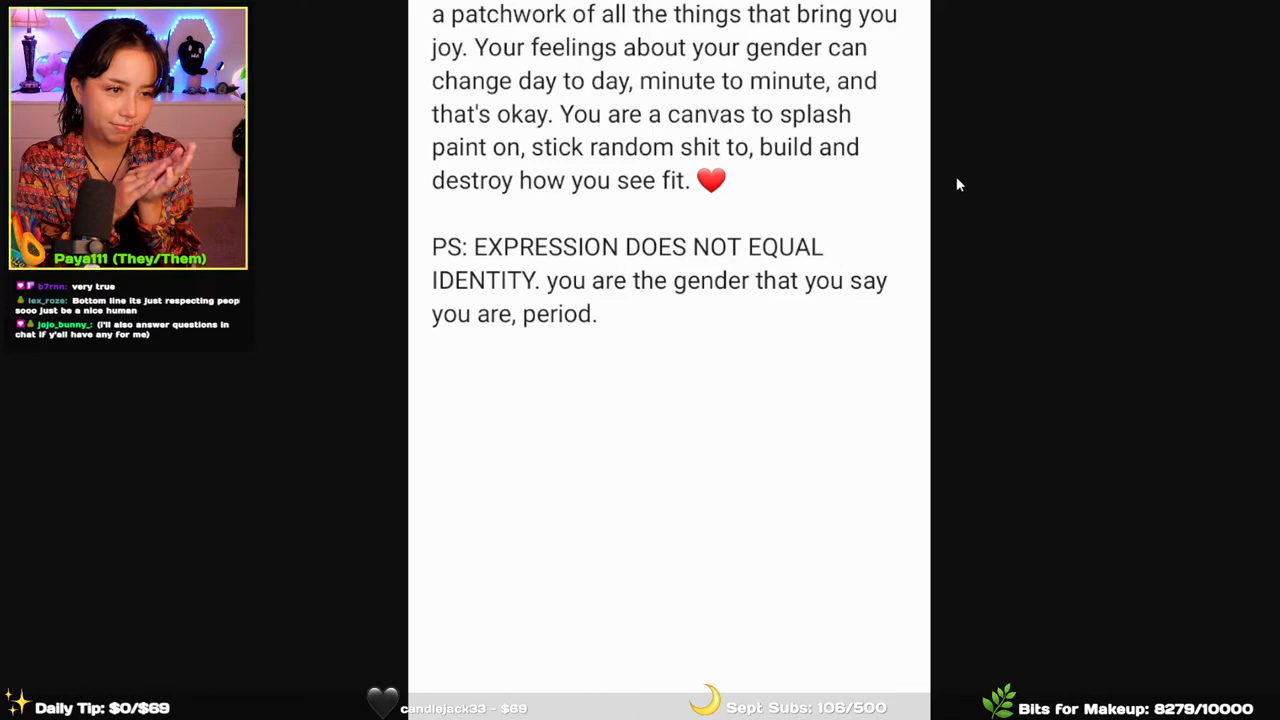 a patchwork of all the things that bring you
joy. Your feelings about your gender can
change day to day, minute to minute, and
that's okay. You are a canvas to splash
paint on, stick random shit to, build and
destroy how you see fit. ❤️
PS: EXPRESSION DOES NOT EQUAL
IDENTITY. you are the gender that you say
you are, period.
Paya111 (They/Them)
b7rnn: very true
lex_roze: Bottom line its just respecting peop
sooo just be a nice human
jojo_bunny_: (i'll also answer questions in
chat if y'all have any for me)
Daily Tip: $0/$69
candlejack33 - $69
Sept Subs: 106/500
Bits for Makeup: 8279/10000